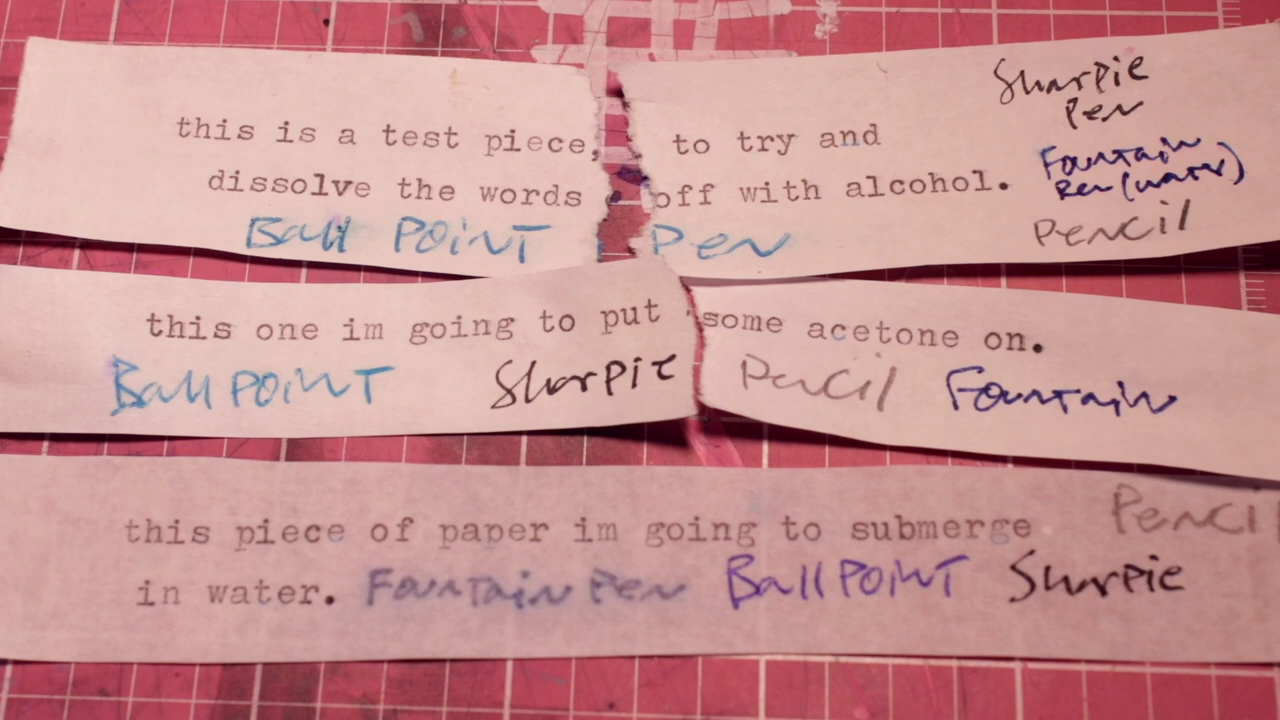 this is a test piece, to try and
dissolve the words off with alcohol.
Ball POINT Pen
Sharpie
Pen
Fountain
Pen (water)
Pencil
this one im going to put some acetone on.
Ball POINT Sharpie Pencil Fountain
this piece of paper im going to submerge Pencil
in water. Fountain Pen Ball POINT Sharpie